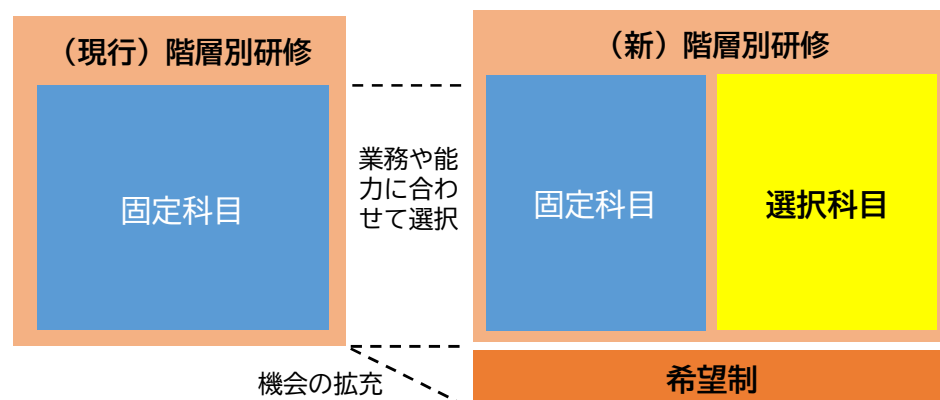 （現行）階層別研修
固定科目
業務や能
力に合わ
せて選択
機会の拡充
（新）階層別研修
固定科目
選択科目
希望制